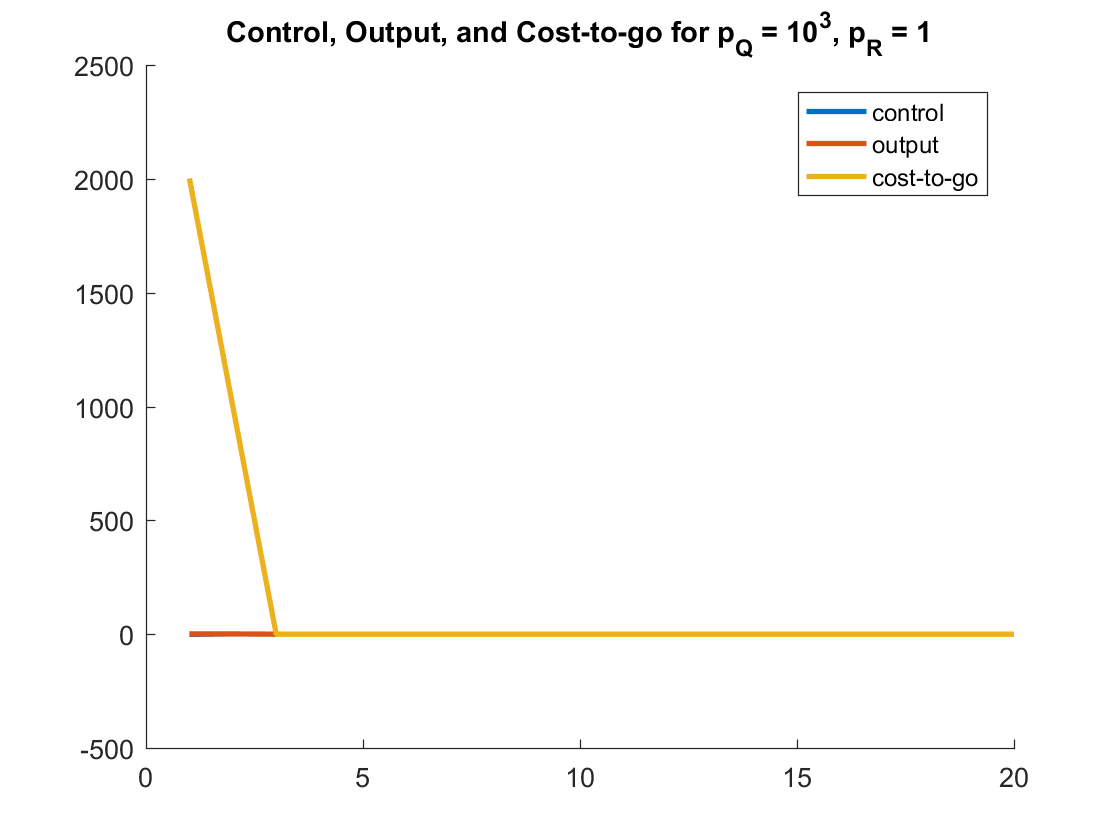 Control, Output, and Cost-to-go for p_Q = 10^3, p_R = 1
2500
2000
1500
1000
500
0
-500
0 5 10 15 20
control
output
cost-to-go